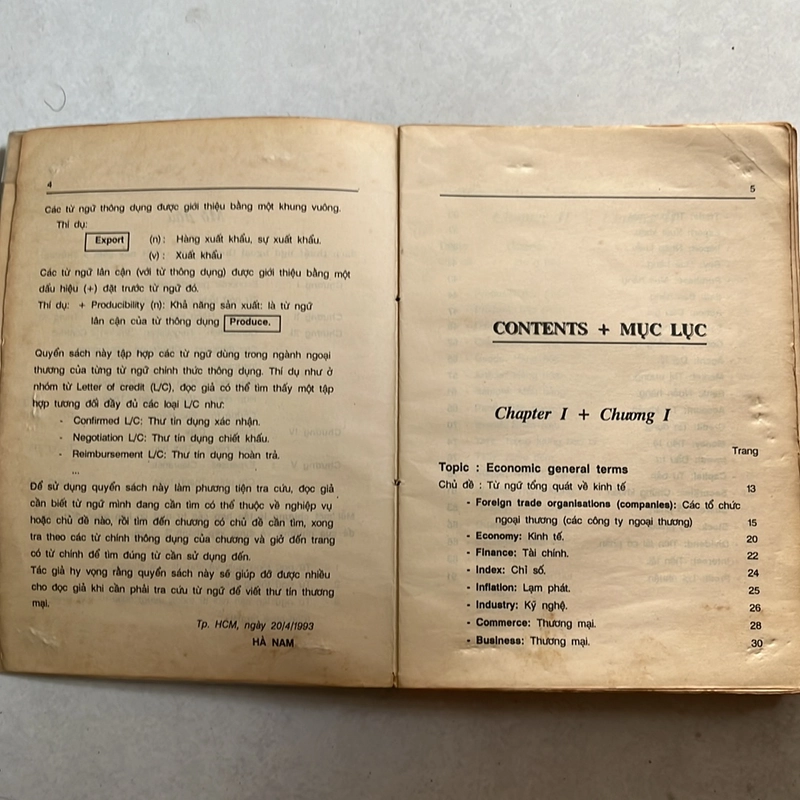 4
Các từ ngữ thông dụng được giới thiệu bằng một khung vuông.
Thí dụ:
Export (n): Hàng xuất khẩu, sự xuất khẩu.
(v): Xuất khẩu
Các từ ngữ lân cận (với từ thông dụng) được giới thiệu bằng một
dấu hiệu (+) đặt trước từ ngữ đó.
Thí dụ: + Producibility (n): Khả năng sản xuất: là từ ngữ
lân cận của từ thông dụng Produce.
Quyển sách này tập hợp các từ ngữ dùng trong ngành ngoại
thương của từng từ ngữ chính thức thông dụng. Thí dụ như ở
nhóm từ Letter of credit (L/C), đọc giả có thể tìm thấy một tập
hợp tương đối đầy đủ các loại L/C như:
- Confirmed L/C: Thư tín dụng xác nhận.
- Negotiation L/C: Thư tín dụng chiết khấu.
- Reimbursement L/C: Thư tín dụng hoàn trả.
...
Để sử dụng quyển sách này làm phương tiện tra cứu, đọc giả
cần biết từ ngữ mình đang cần tìm có thể thuộc về nghiệp vụ
hoặc chủ đề nào, rồi tìm đến chương có chủ đề cần tìm, xong
tra theo các từ chính thông dụng của chương và giở đến trang
có từ chính để tìm đúng từ cần sử dụng đến.
Tác giả hy vọng rằng quyển sách này sẽ giúp đỡ được nhiều
cho đọc giả khi cần phải tra cứu từ ngữ để viết thư tín thương
mại.
Tp. HCM, ngày 20/4/1993
HÀ NAM
5
CONTENTS + MỤC LỤC
Chapter I + Chương I
Trang
Topic : Economic general terms
Chủ đề : Từ ngữ tổng quát về kinh tế 13
- Foreign trade organisations (companies): Các tổ chức
ngoại thương (các công ty ngoại thương) 15
- Economy: Kinh tế. 20
- Finance: Tài chính. 22
- Index: Chỉ số. 24
- Inflation: Lạm phát. 25
- Industry: Kỹ nghệ. 26
- Commerce: Thương mại. 28
- Business: Thương mại. 30